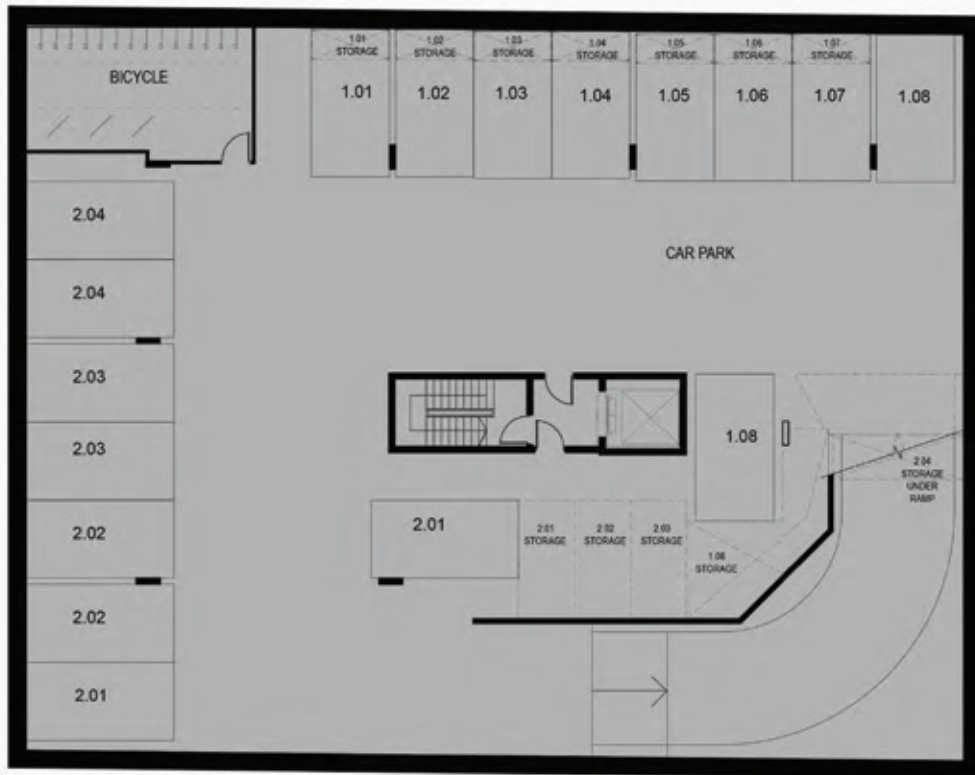 BICYCLE
1.01
STORAGE
1.02
STORAGE
1.03
STORAGE
1.04
STORAGE
1.05
STORAGE
1.06
STORAGE
1.07
STORAGE
1.01
1.02
1.03
1.04
1.05
1.06
1.07
1.08
2.04
CAR PARK
2.04
2.03
2.03
1.08
2.04
STORAGE
UNDER
RAMP
2.02
2.01
2.01
STORAGE
2.02
STORAGE
2.03
STORAGE
1.08
STORAGE
2.02
2.01